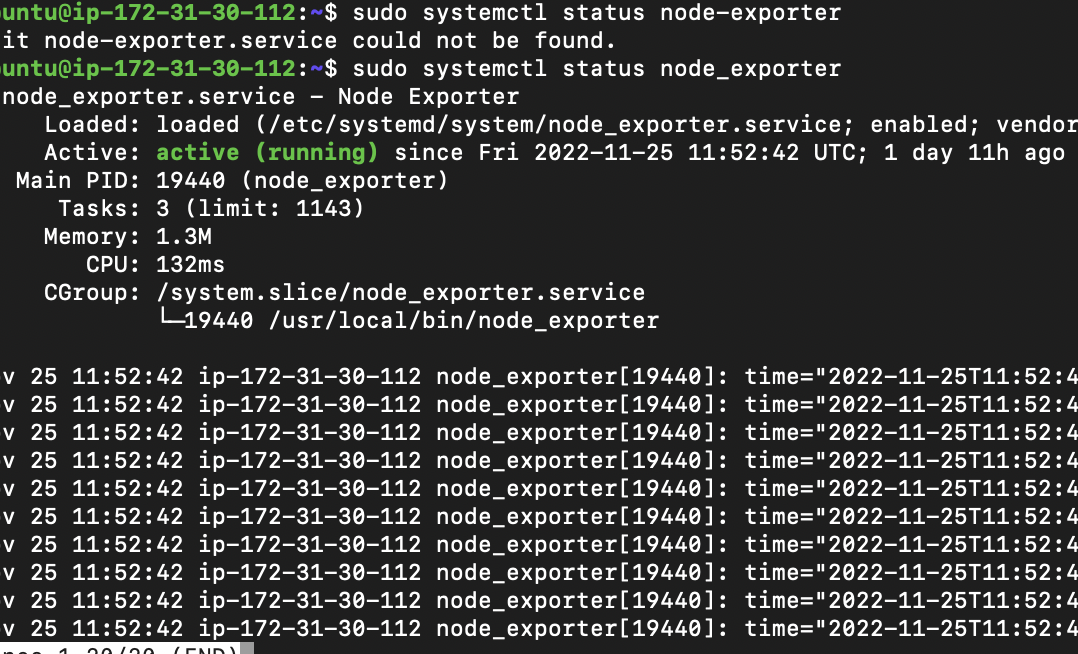 untu@ip-172-31-30-112:~$ sudo systemctl status node-exporter
it node-exporter.service could not be found.
untu@ip-172-31-30-112:~$ sudo systemctl status node_exporter
node_exporter.service - Node Exporter
Loaded: loaded (/etc/systemd/system/node_exporter.service; enabled; vendor
Active: active (running) since Fri 2022-11-25 11:52:42 UTC; 1 day 11h ago
Main PID: 19440 (node_exporter)
Tasks: 3 (limit: 1143)
Memory: 1.3M
CPU: 132ms
CGroup: /system.slice/node_exporter.service
└─19440 /usr/local/bin/node_exporter
v 25 11:52:42 ip-172-31-30-112 node_exporter[19440]: time="2022-11-25T11:52:4
v 25 11:52:42 ip-172-31-30-112 node_exporter[19440]: time="2022-11-25T11:52:4
v 25 11:52:42 ip-172-31-30-112 node_exporter[19440]: time="2022-11-25T11:52:4
v 25 11:52:42 ip-172-31-30-112 node_exporter[19440]: time="2022-11-25T11:52:4
v 25 11:52:42 ip-172-31-30-112 node_exporter[19440]: time="2022-11-25T11:52:4
v 25 11:52:42 ip-172-31-30-112 node_exporter[19440]: time="2022-11-25T11:52:4
v 25 11:52:42 ip-172-31-30-112 node_exporter[19440]: time="2022-11-25T11:52:4
v 25 11:52:42 ip-172-31-30-112 node_exporter[19440]: time="2022-11-25T11:52:4
v 25 11:52:42 ip-172-31-30-112 node_exporter[19440]: time="2022-11-25T11:52:4
v 25 11:52:42 ip-172-31-30-112 node_exporter[19440]: time="2022-11-25T11:52:4
1-20/20 (END)